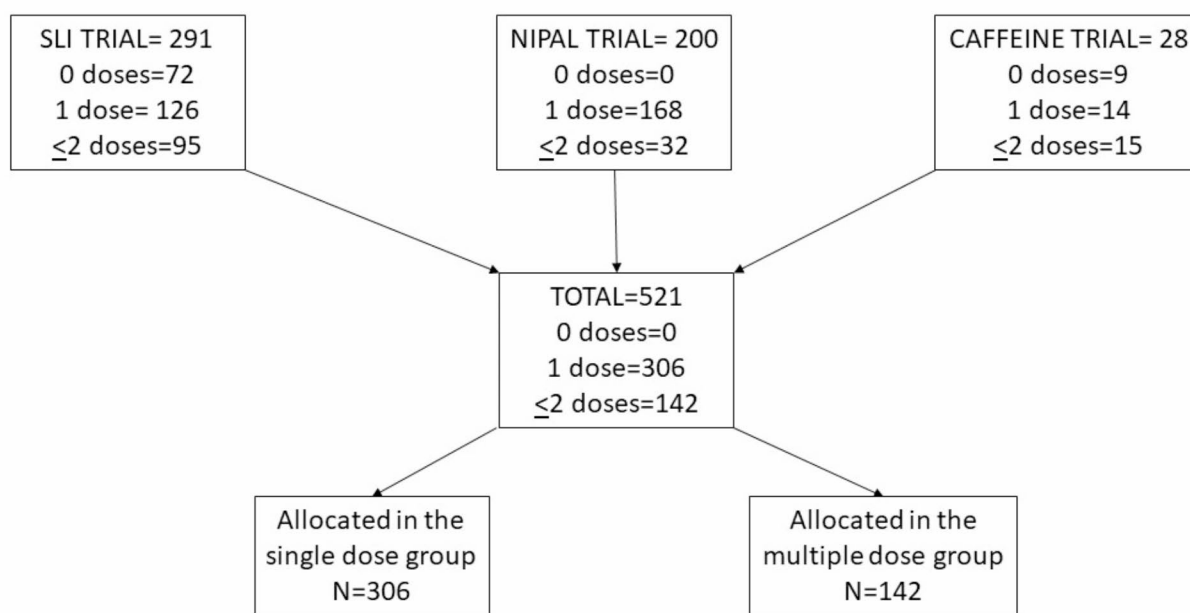 SLI TRIAL= 291
0 doses=72
1 dose= 126
≤2 doses=95
NIPAL TRIAL= 200
0 doses=0
1 dose=168
≤2 doses=32
CAFFEINE TRIAL= 28
0 doses=9
1 dose=14
≤2 doses=15
TOTAL=521
0 doses=0
1 dose=306
≤2 doses=142
Allocated in the
single dose group
N=306
Allocated in the
multiple dose group
N=142